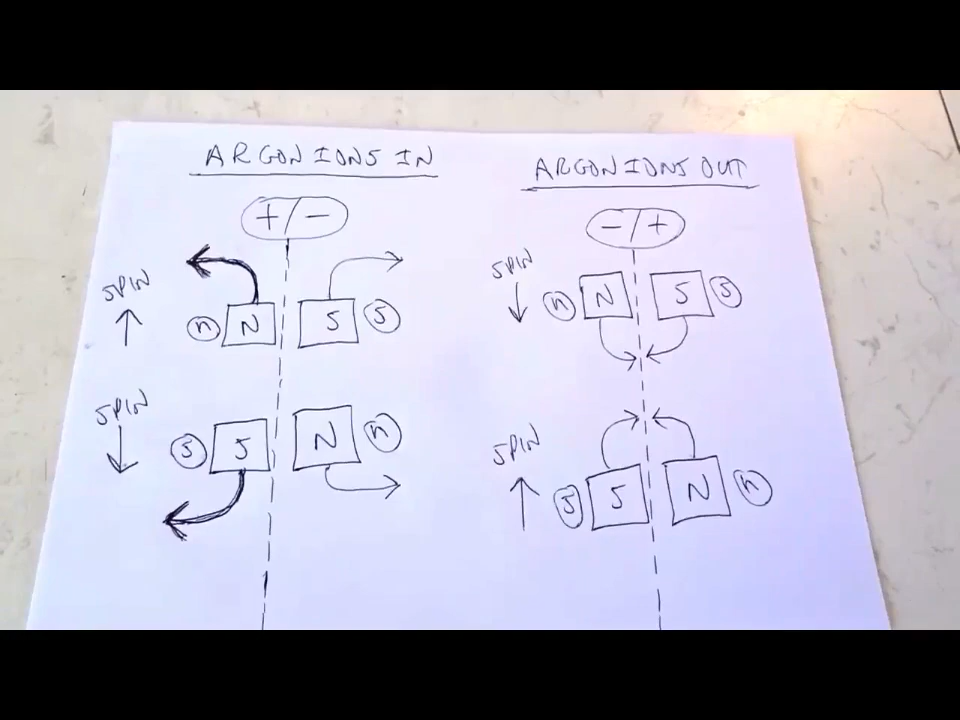 ARGON IONS IN
+/-
SPIN
n N S S
SPIN
S S N n
ARGON IONS OUT
-/+
SPIN
n N S S
SPIN
S S N n